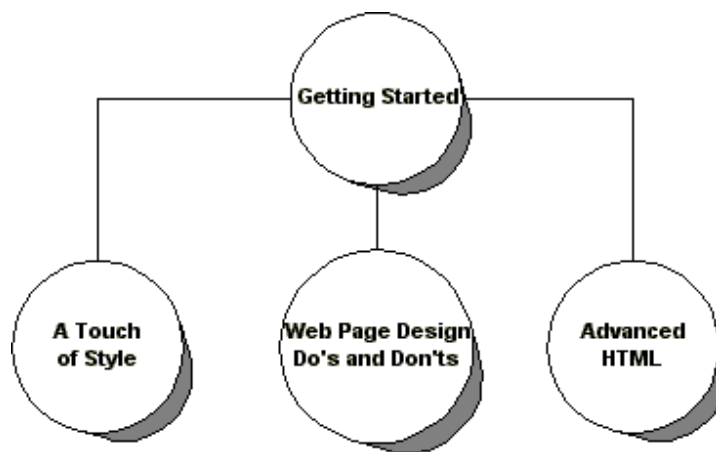 Getting Started
A Touch
of Style
Web Page Design
Do's and Don'ts
Advanced
HTML